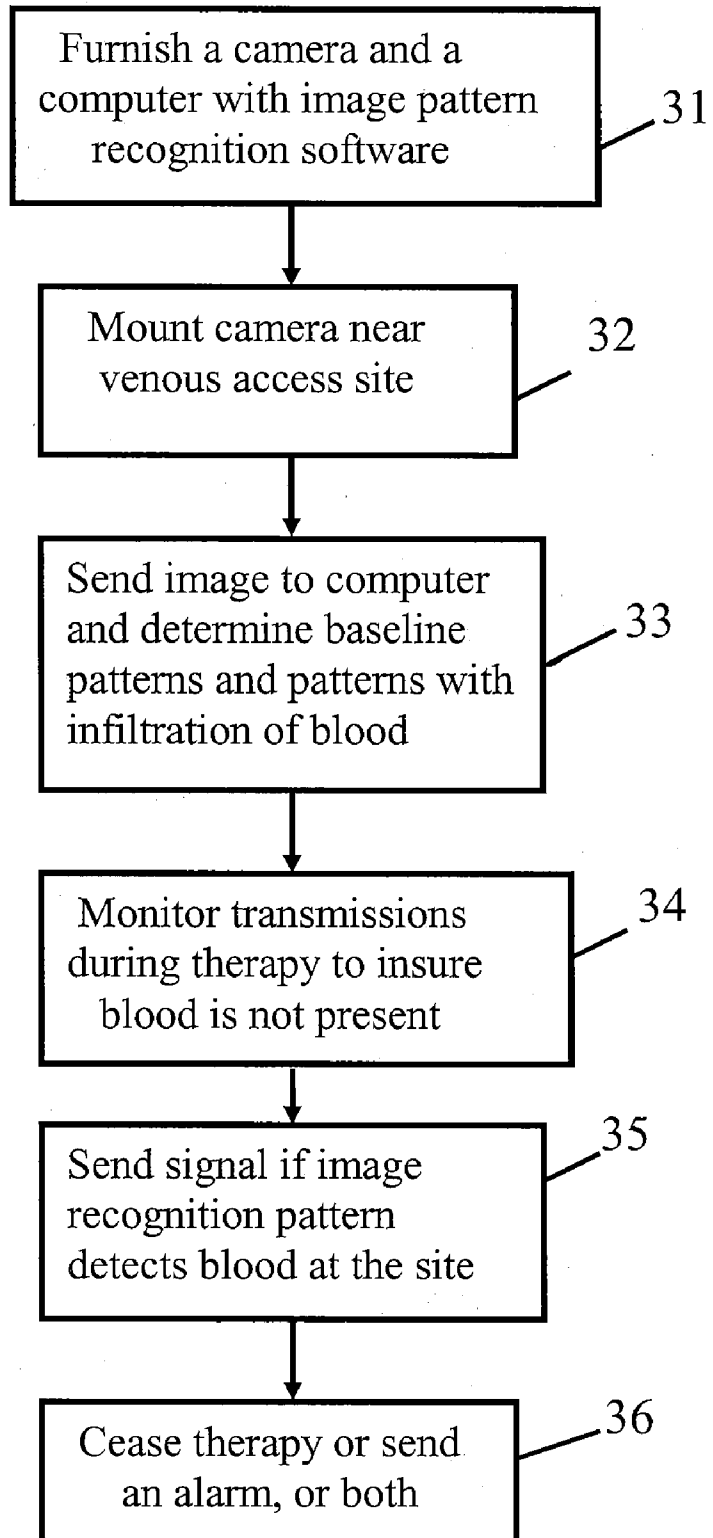 Furnish a camera and a
computer with image pattern
recognition software
31
Mount camera near
venous access site
32
Send image to computer
and determine baseline
patterns and patterns with
infiltration of blood
33
Monitor transmissions
during therapy to insure
blood is not present
34
Send signal if image
recognition pattern
detects blood at the site
35
Cease therapy or send
an alarm, or both
36